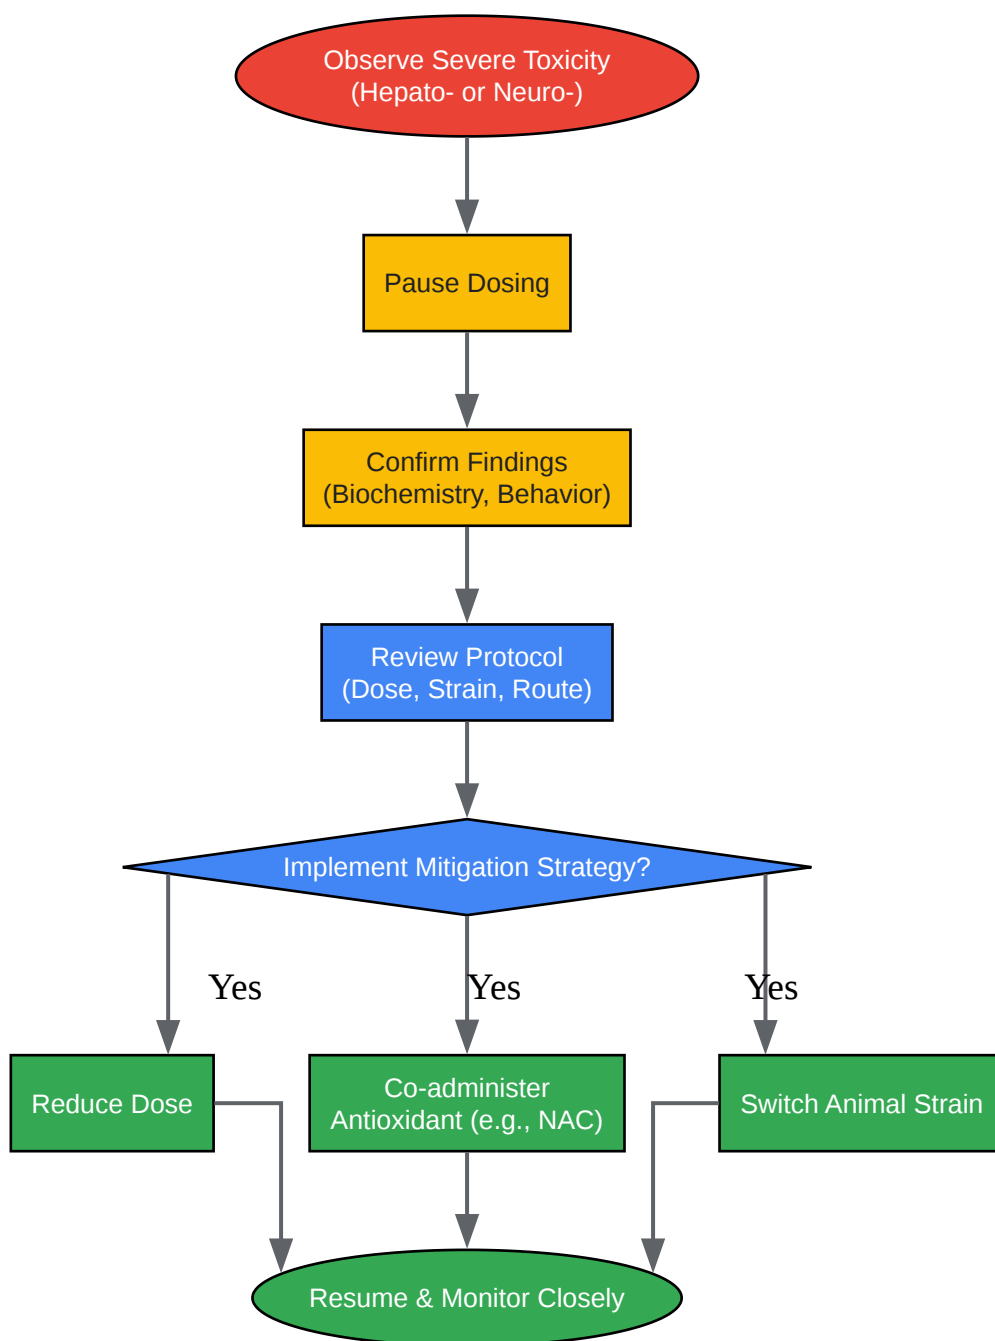 Observe Severe Toxicity
(Hepato- or Neuro-)
Pause Dosing
Confirm Findings
(Biochemistry, Behavior)
Review Protocol
(Dose, Strain, Route)
Implement Mitigation Strategy?
Yes
Yes
Yes
Reduce Dose
Co-administer
Antioxidant (e.g., NAC)
Switch Animal Strain
Resume & Monitor Closely